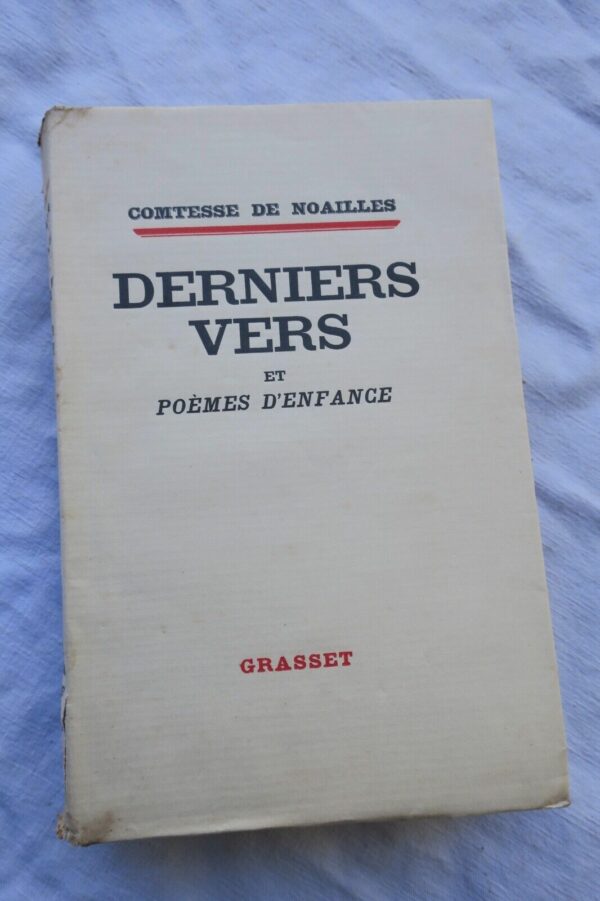 COMTESSE DE NOAILLES
DERNIERS
VERS
ET
POÈMES D'ENFANCE
GRASSET